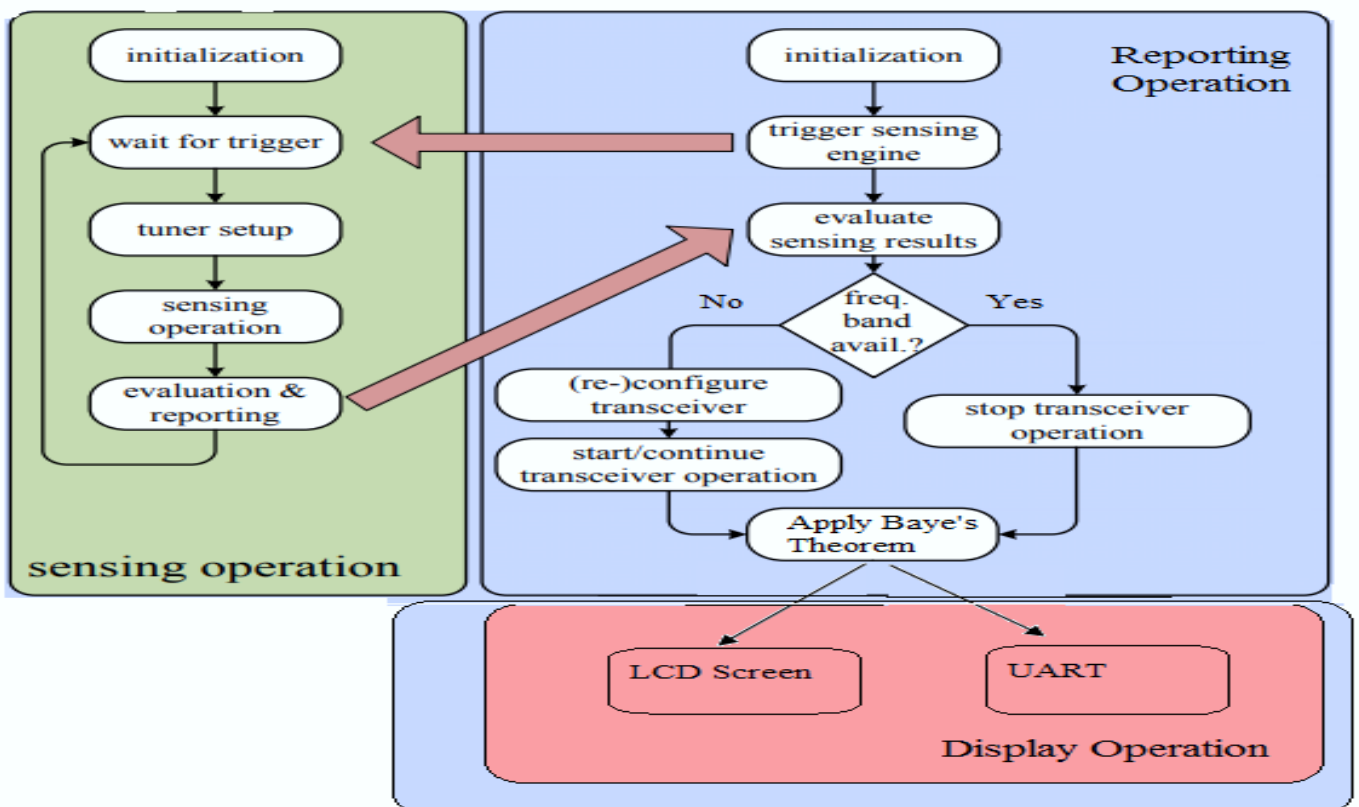 initialization
wait for trigger
tuner setup
sensing
operation
evaluation &
reporting
sensing operation
Reporting
Operation
initialization
trigger sensing
engine
evaluate
sensing results
freq.
band
avail.?
No
Yes
(re-)configure
transceiver
start/continue
transceiver operation
stop transceiver
operation
Apply Baye's
Theorem
LCD Screen
UART
Display Operation